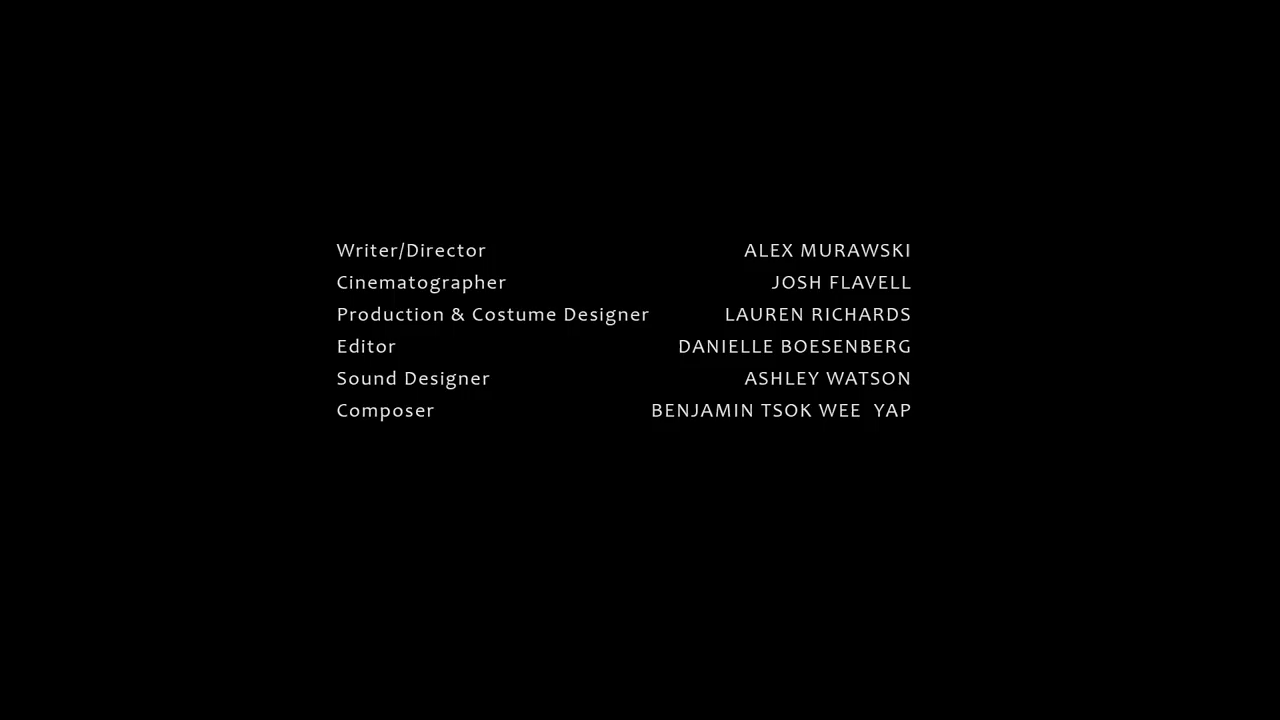 Writer/Director ALEX MURAWSKI
Cinematographer JOSH FLAVELL
Production & Costume Designer LAUREN RICHARDS
Editor DANIELLE BOESENBERG
Sound Designer ASHLEY WATSON
Composer BENJAMIN TSOK WEE  YAP